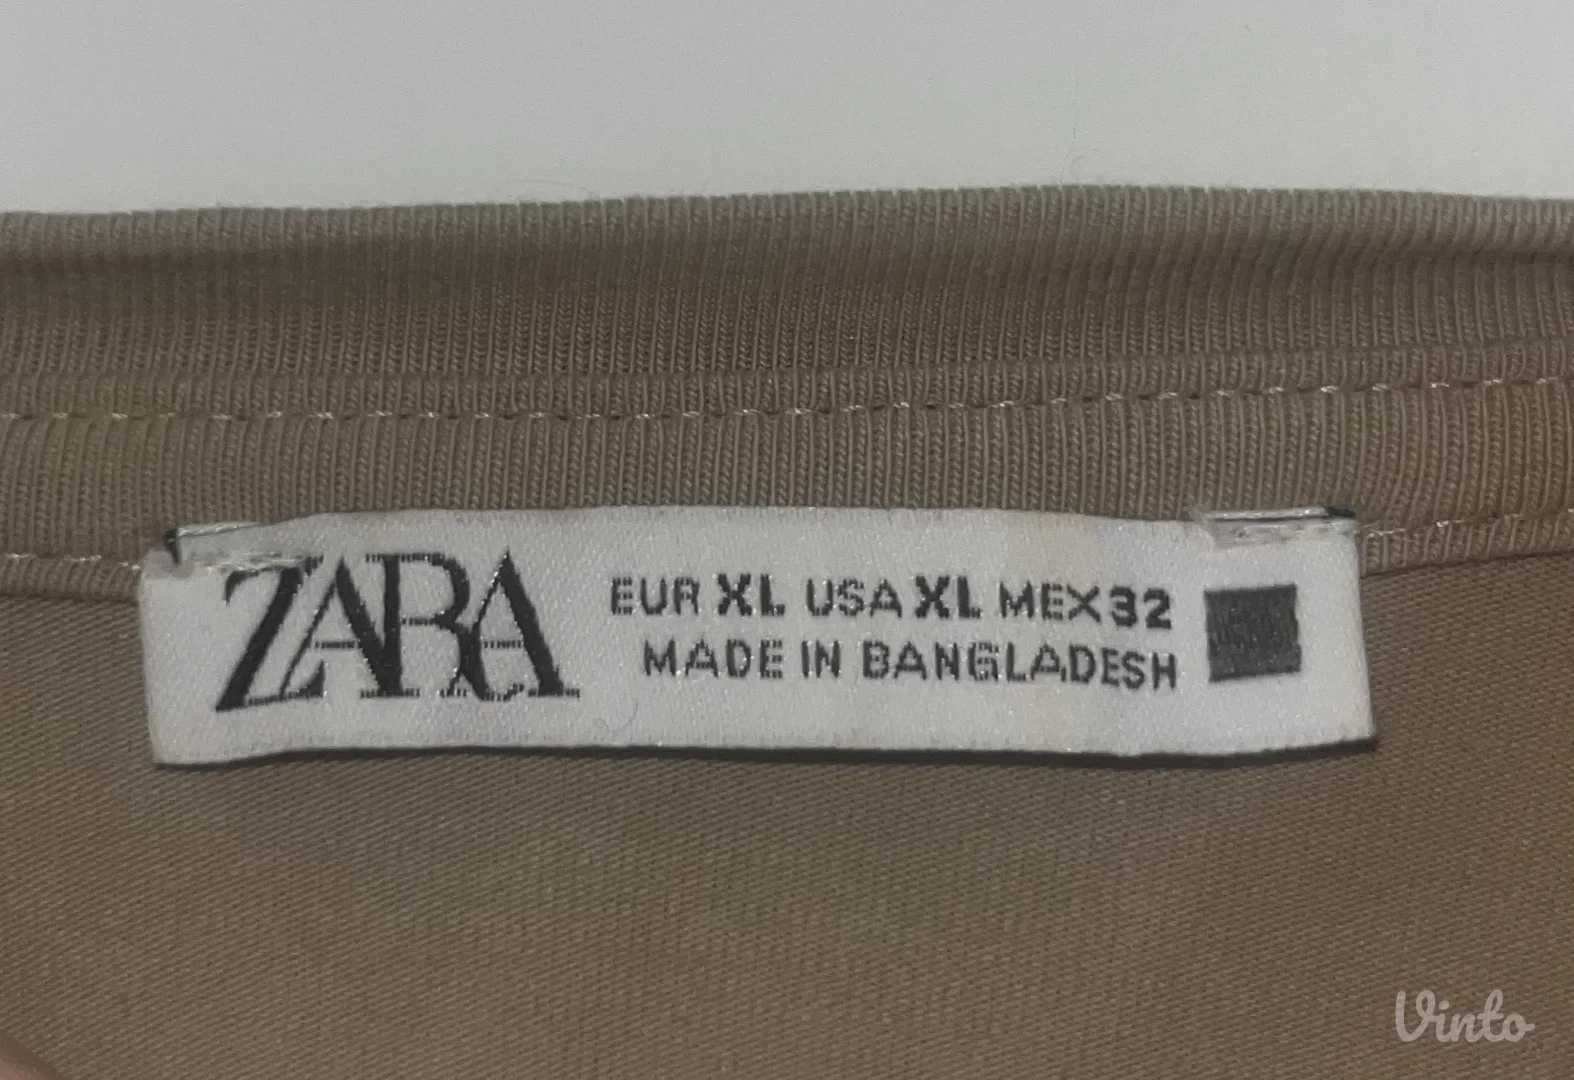 ZARA
EUR XL USA XL MEX 32
MADE IN BANGLADESH
Vinto